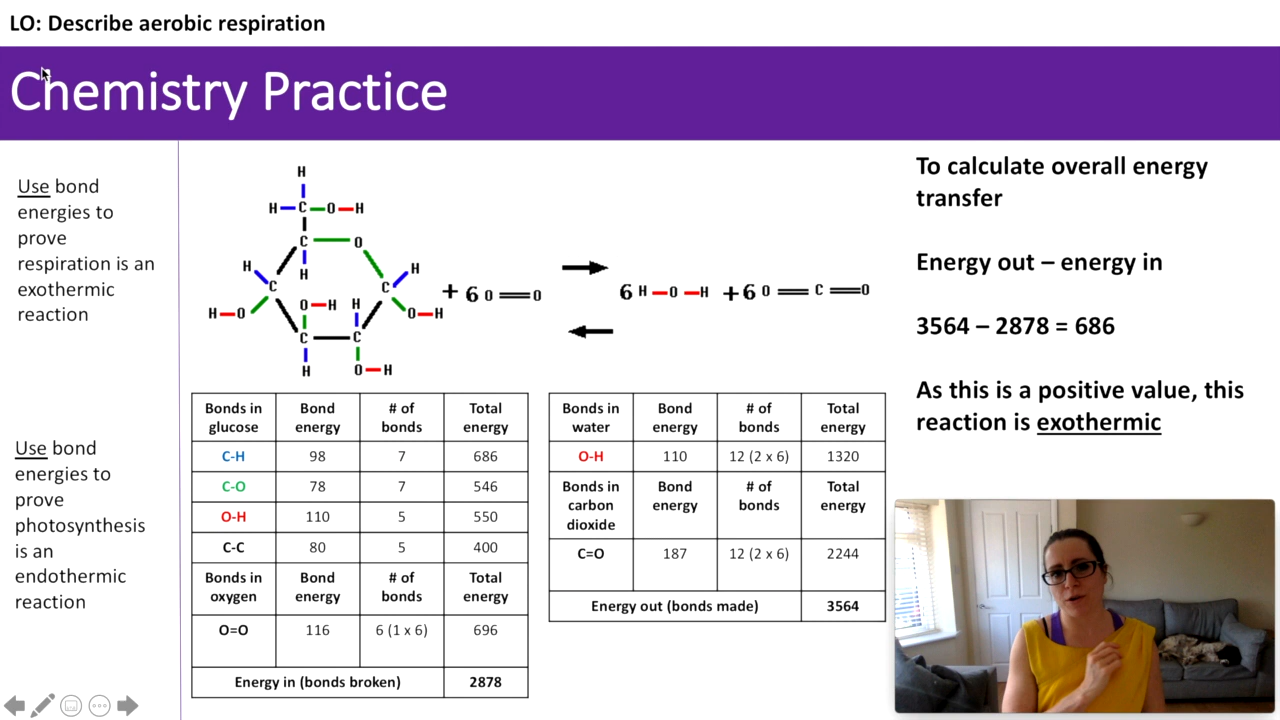 LO: Describe aerobic respiration
Chemistry Practice
Use bond
energies to
prove
respiration is an
exothermic
reaction
Use bond
energies to
prove
photosynthesis
is an
endothermic
reaction
H
H C O H
C O
H H H
C C
O H H
H O O H
C C
H O H
+ 6 O O
6 H O H + 6 O C O
Bonds in glucose Bond energy # of bonds Total energy
C-H 98 7 686
C-O 78 7 546
O-H 110 5 550
C-C 80 5 400
Bonds in oxygen Bond energy # of bonds Total energy
O=O 116 6 (1 x 6) 696
Energy in (bonds broken) 2878
Bonds in water Bond energy # of bonds Total energy
O-H 110 12 (2 x 6) 1320
Bonds in carbon dioxide Bond energy # of bonds Total energy
C=O 187 12 (2 x 6) 2244
Energy out (bonds made) 3564
To calculate overall energy
transfer
Energy out – energy in
3564 – 2878 = 686
As this is a positive value, this
reaction is exothermic